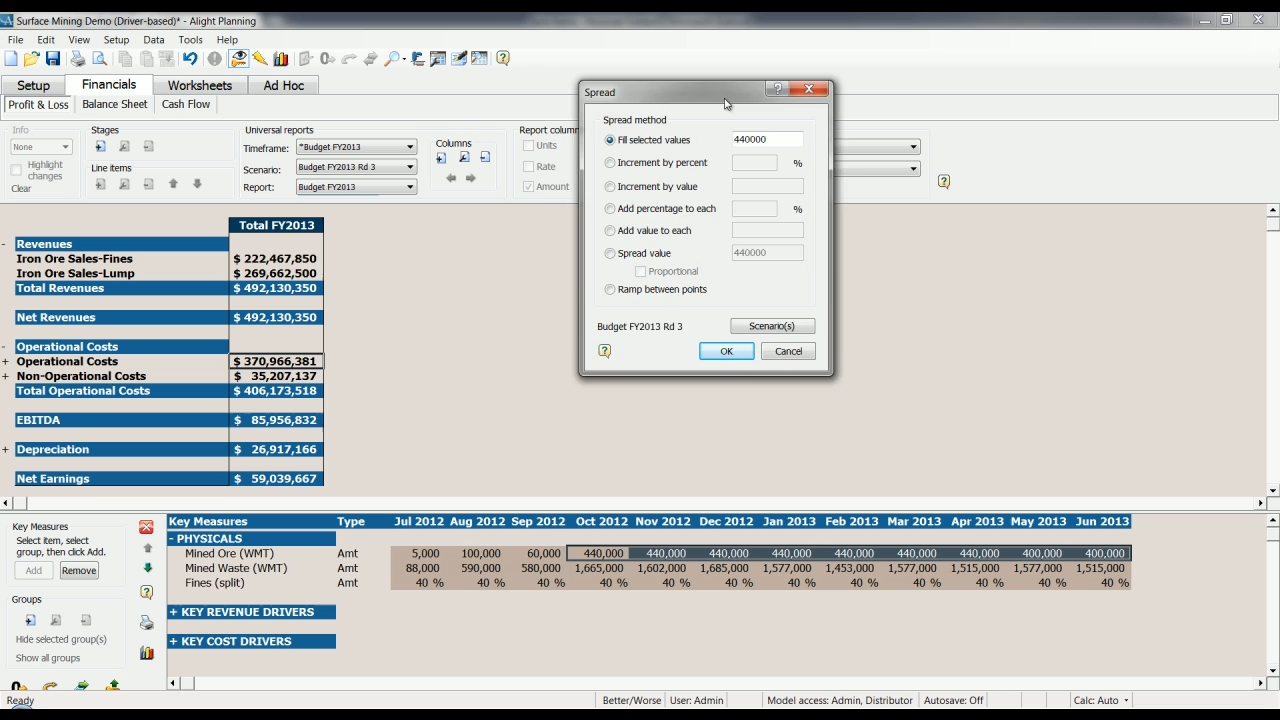 Surface Mining Demo (Driver-based)* - Alight Planning
File Edit View Setup Data Tools Help
Setup Financials Worksheets Ad Hoc
Profit & Loss Balance Sheet Cash Flow
Info
None
Highlight changes
Clear
Stages
Line items
Universal reports
Timeframe: *Budget FY2013
Scenario: Budget FY2013 Rd 3
Report: Budget FY2013
Columns
Report column
Units
Rate
Amount
Spread
Spread method
Fill selected values 440000
Increment by percent %
Increment by value
Add percentage to each %
Add value to each
Spread value 440000
Proportional
Ramp between points
Budget FY2013 Rd 3 Scenario(s)
OK Cancel
Total FY2013
- Revenues
Iron Ore Sales-Fines $ 222,467,850
Iron Ore Sales-Lump $ 269,662,500
Total Revenues $ 492,130,350
Net Revenues $ 492,130,350
- Operational Costs
+ Operational Costs $ 370,966,381
+ Non-Operational Costs $ 35,207,137
Total Operational Costs $ 406,173,518
EBITDA $ 85,956,832
+ Depreciation $ 26,917,166
Net Earnings $ 59,039,667
Key Measures
Select item, select
group, then click Add.
Add Remove
Groups
Hide selected group(s)
Show all groups
Key Measures Type Jul 2012 Aug 2012 Sep 2012 Oct 2012 Nov 2012 Dec 2012 Jan 2013 Feb 2013 Mar 2013 Apr 2013 May 2013 Jun 2013
- PHYSICALS
Mined Ore (WMT) Amt 5,000 100,000 60,000 440,000 440,000 440,000 440,000 440,000 440,000 400,000 400,000 400,000
Mined Waste (WMT) Amt 88,000 590,000 580,000 1,665,000 1,602,000 1,685,000 1,577,000 1,453,000 1,577,000 1,515,000 1,577,000 1,515,000
Fines (split) Amt 40 % 40 % 40 % 40 % 40 % 40 % 40 % 40 % 40 % 40 % 40 % 40 %
+ KEY REVENUE DRIVERS
+ KEY COST DRIVERS
Ready Better/Worse User: Admin Model access: Admin, Distributor Autosave: Off Calc: Auto